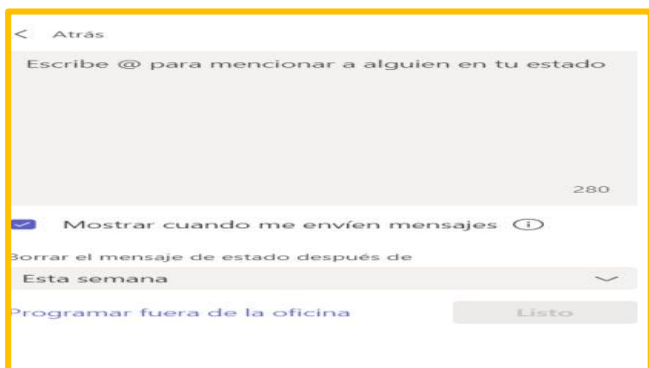 < Atrás
Escribe @ para mencionar a alguien en tu estado
280
Mostrar cuando me envíen mensajes
Borrar el mensaje de estado después de
Esta semana
Programar fuera de la oficina
Listo